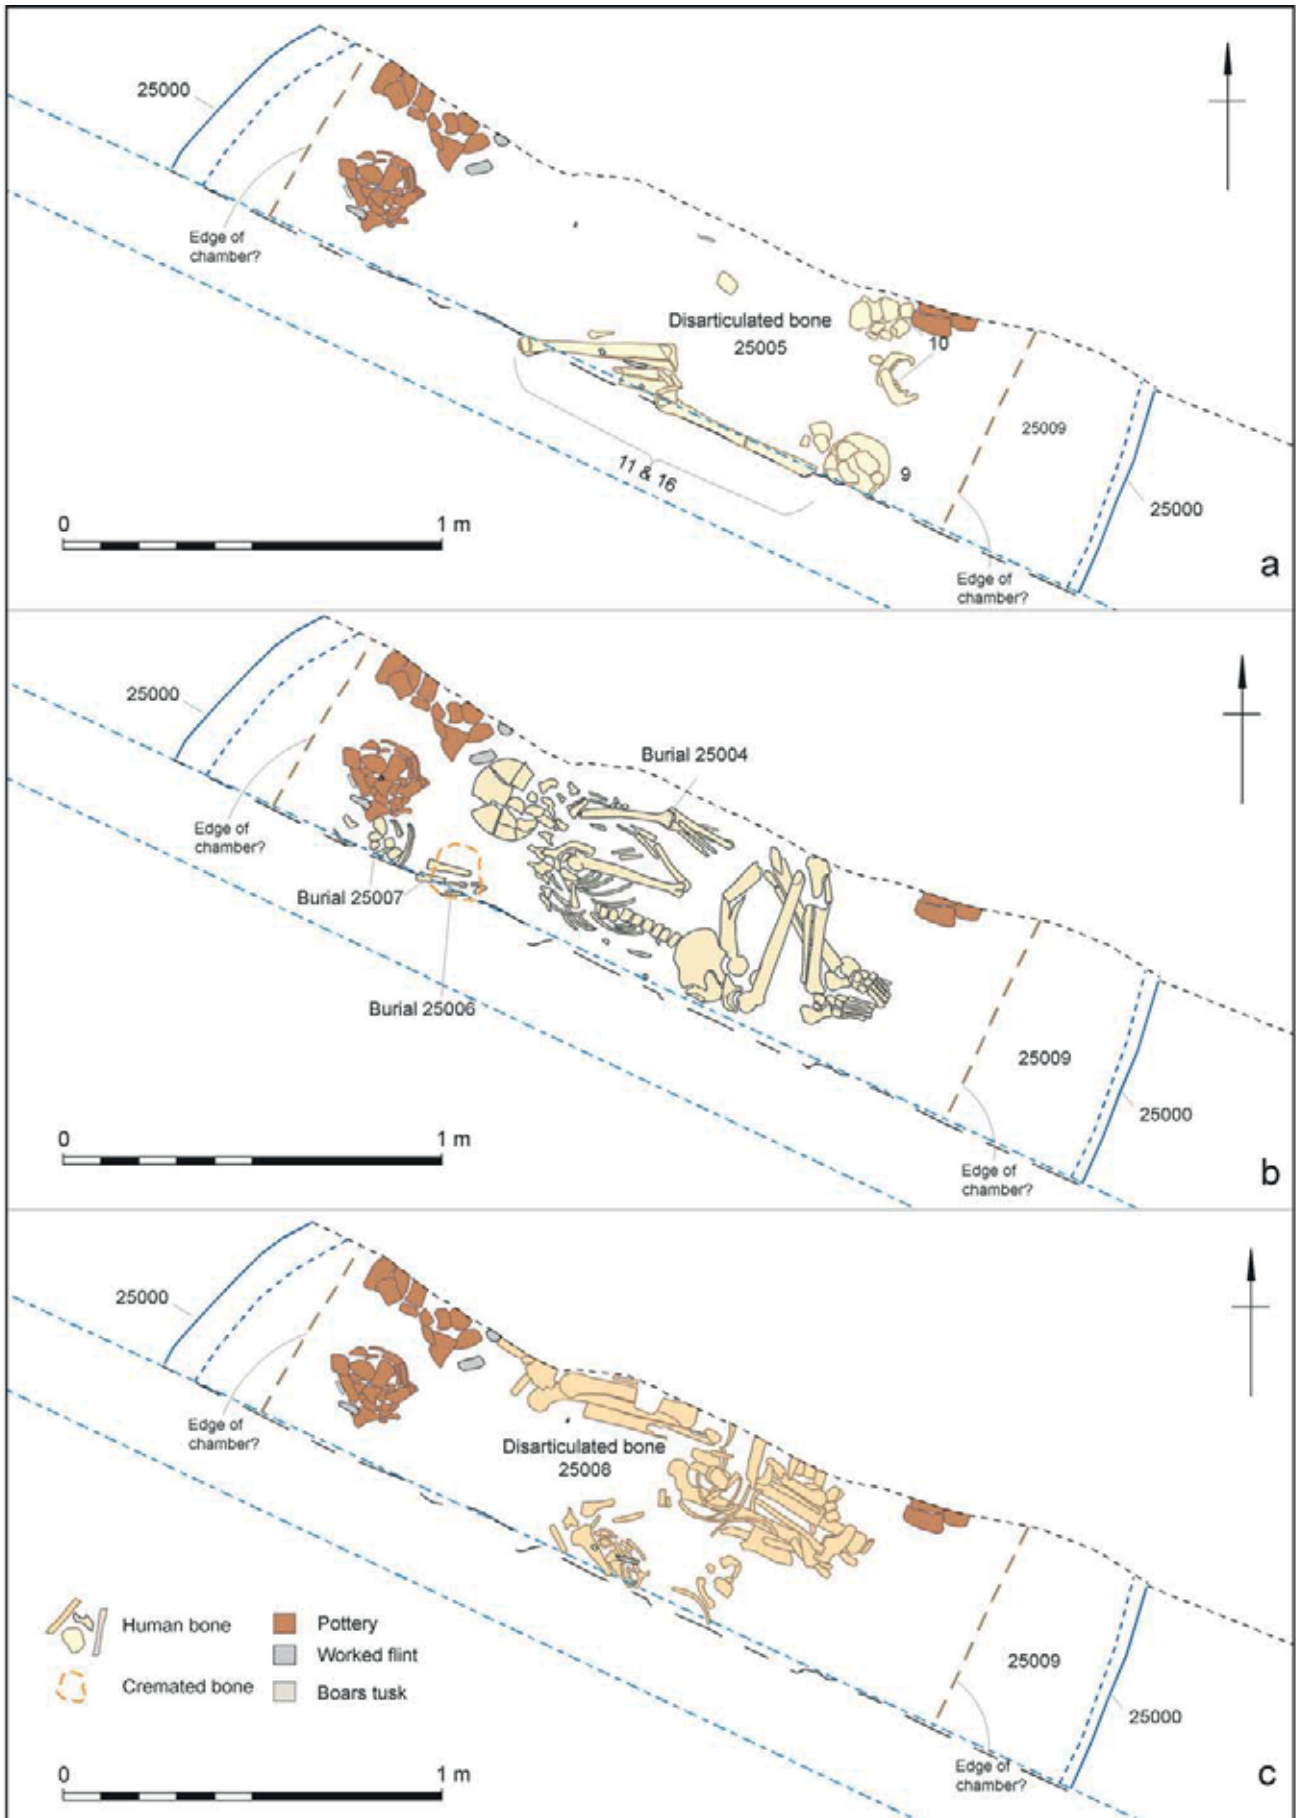 25000
Edge of
chamber?
Disarticulated bone
25005
10
9
11 & 16
25009
25000
Edge of
chamber?
0 1 m
a
25000
Edge of
chamber?
Burial 25004
Burial 25007
Burial 25006
25009
25000
Edge of
chamber?
0 1 m
b
25000
Edge of
chamber?
Disarticulated bone
25008
25009
25000
Edge of
chamber?
Human bone
Cremated bone
Pottery
Worked flint
Boars tusk
0 1 m
c